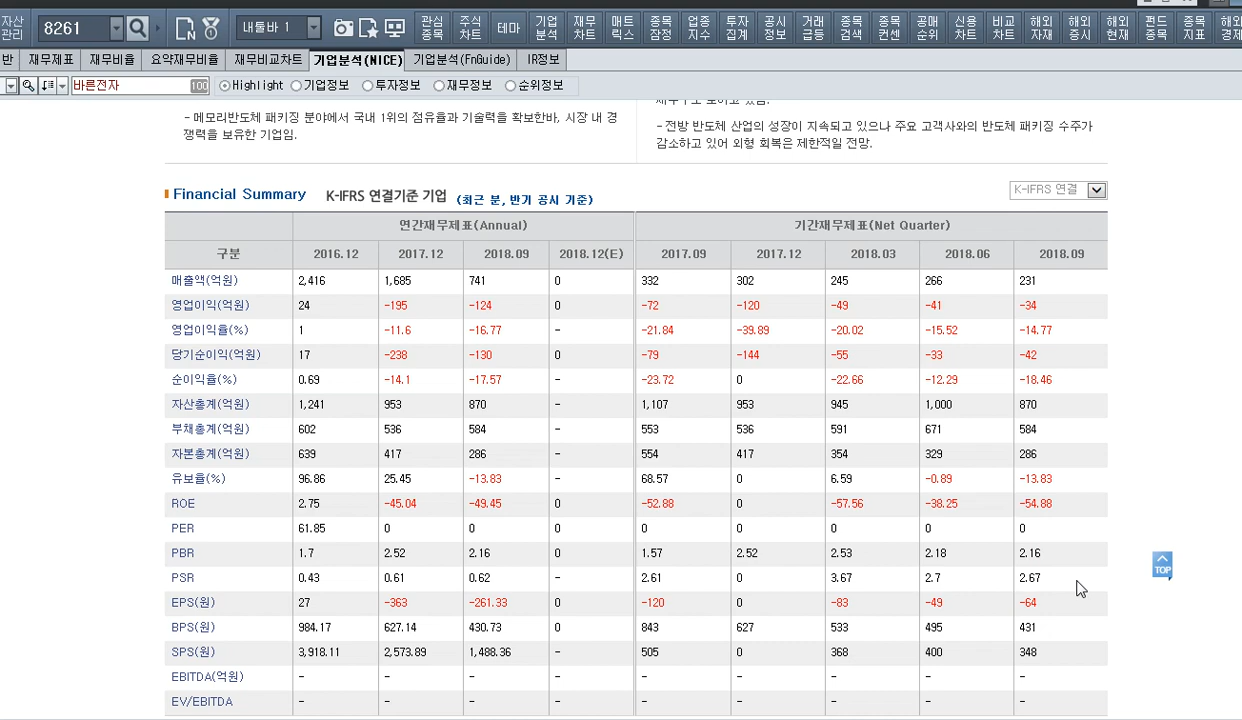 자산 관리 8261 내툴바 1 관심 종목 주식 차트 테마 기업 분석 재무 차트 매트 릭스 종목 잠정 업종 지수 투자 집계 공시 정보 거래 급등 종목 검색 종목 컨센 공매 순위 신용 차트 비교 차트 해외 자재 해외 증시 해외 현재 펀드 종목 종목 지표 해외 경제
반 재무제표 재무비율 요약재무비율 재무비교차트 기업분석(NICE) 기업분석(FnGuide) IR정보
바른전자 100 Highlight 기업정보 투자정보 재무정보 순위정보
- 메모리반도체 패키징 분야에서 국내 1위의 점유율과 기술력을 확보한바, 시장 내 경
쟁력을 보유한 기업임.
- 전방 반도체 산업의 성장이 지속되고 있으나 주요 고객사와의 반도체 패키징 수주가
감소하고 있어 외형 회복은 제한적일 전망.
Financial Summary K-IFRS 연결기준 기업 (최근 분, 반기 공시 기준) K-IFRS 연결
연간재무제표(Annual) 기간재무제표(Net Quarter)
구분 2016.12 2017.12 2018.09 2018.12(E) 2017.09 2017.12 2018.03 2018.06 2018.09
매출액(억원) 2,416 1,685 741 0 332 302 245 266 231
영업이익(억원) 24 -195 -124 0 -72 -120 -49 -41 -34
영업이익율(%) 1 -11.6 -16.77 - -21.84 -39.89 -20.02 -15.52 -14.77
당기순이익(억원) 17 -238 -130 0 -79 -144 -55 -33 -42
순이익율(%) 0.69 -14.1 -17.57 - -23.72 0 -22.66 -12.29 -18.46
자산총계(억원) 1,241 953 870 - 1,107 953 945 1,000 870
부채총계(억원) 602 536 584 - 553 536 591 671 584
자본총계(억원) 639 417 286 - 554 417 354 329 286
유보율(%) 96.86 25.45 -13.83 - 68.57 0 6.59 -0.89 -13.83
ROE 2.75 -45.04 -49.45 0 -52.88 0 -57.56 -38.25 -54.88
PER 61.85 0 0 0 0 0 0 0 0
PBR 1.7 2.52 2.16 0 1.57 2.52 2.53 2.18 2.16
PSR 0.43 0.61 0.62 - 2.61 0 3.67 2.7 2.67
EPS(원) 27 -363 -261.33 0 -120 0 -83 -49 -64
BPS(원) 984.17 627.14 430.73 0 843 627 533 495 431
SPS(원) 3,918.11 2,573.89 1,488.36 - 505 0 368 400 348
EBITDA(억원) - - - - - - - - -
EV/EBITDA - - - - - - - - -
TOP